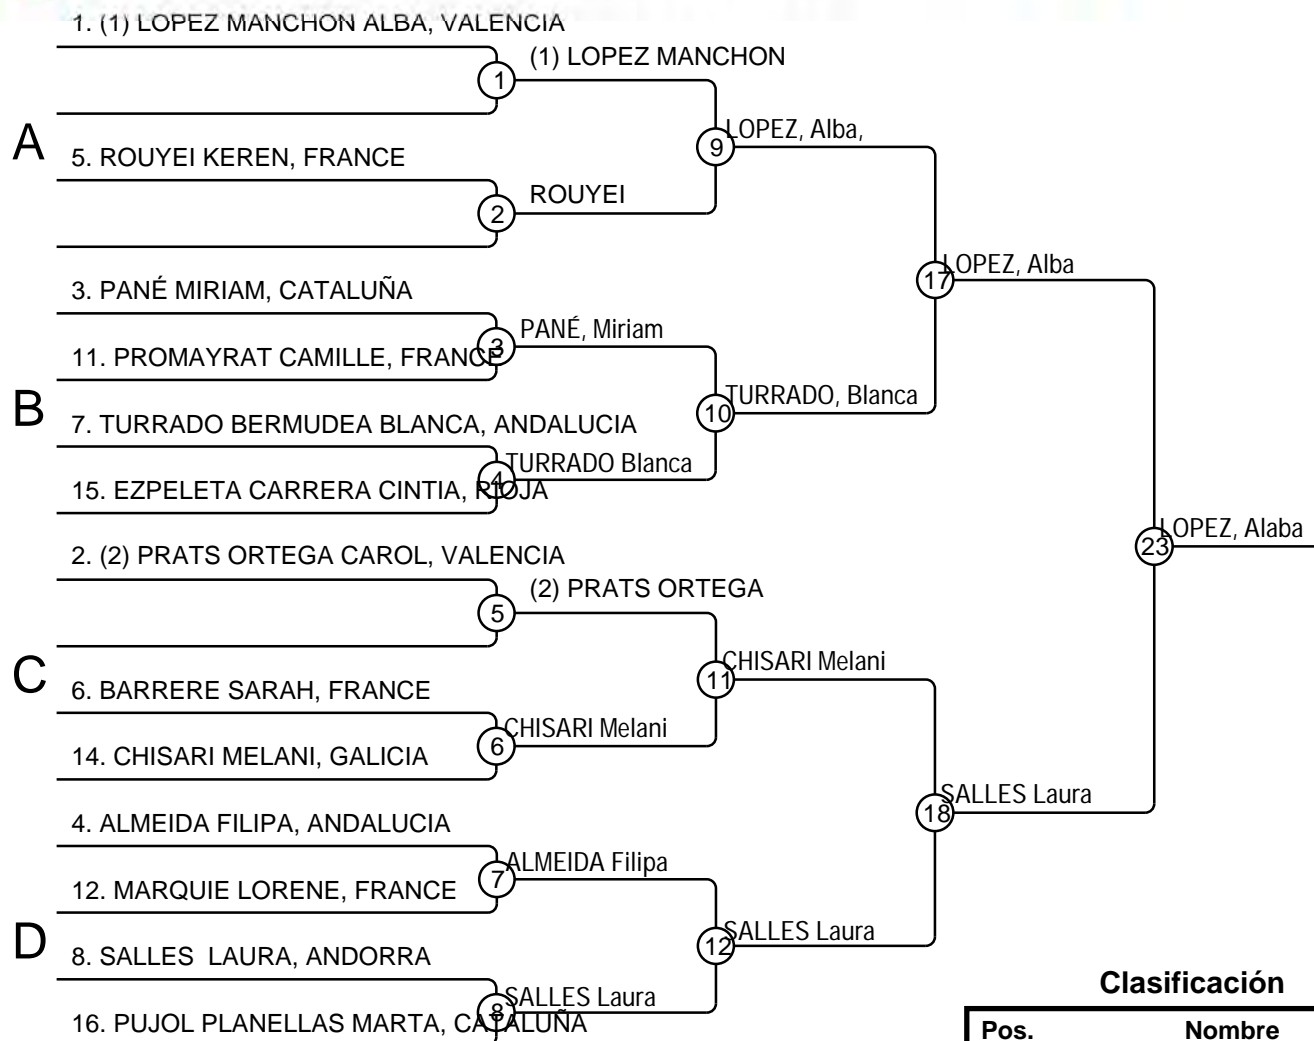 1. (1) LOPEZ MANCHON ALBA, VALENCIA
(1) LOPEZ MANCHON
1
A
LOPEZ, Alba,
9
5. ROUYEI KEREN, FRANCE
ROUYEI
2
LOPEZ, Alba
17
3. PANÉ MIRIAM, CATALUÑA
PANÉ, Miriam
3
11. PROMAYRAT CAMILLE, FRANCE
B
TURRADO, Blanca
10
7. TURRADO BERMUDEA BLANCA, ANDALUCIA
TURRADO Blanca
4
15. EZPELETA CARRERA CINTIA, RIOJA
LOPEZ, Alaba
23
2. (2) PRATS ORTEGA CAROL, VALENCIA
(2) PRATS ORTEGA
5
C
CHISARI Melani
11
6. BARRERE SARAH, FRANCE
CHISARI Melani
6
14. CHISARI MELANI, GALICIA
SALLES Laura
18
4. ALMEIDA FILIPA, ANDALUCIA
ALMEIDA Filipa
7
12. MARQUIE LORENE, FRANCE
D
SALLES Laura
12
8. SALLES  LAURA, ANDORRA
SALLES Laura
8
16. PUJOL PLANELLAS MARTA, CATALUÑA
Clasificación
Pos. Nombre